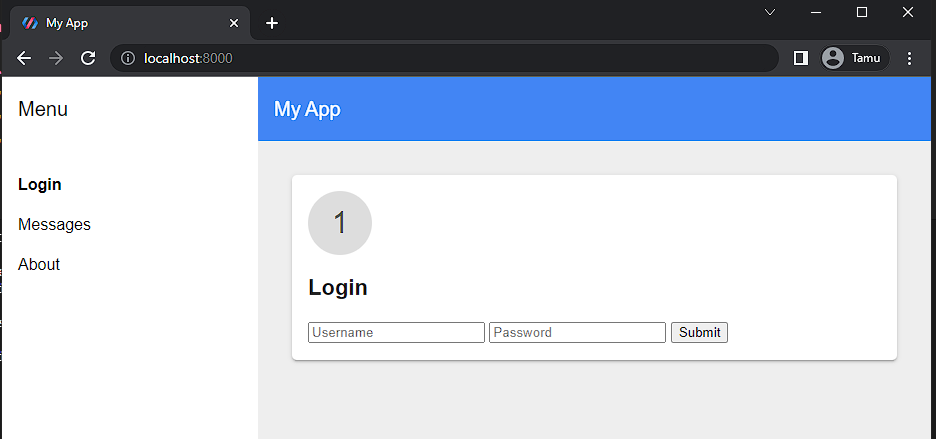 My App
localhost:8000
Tamu
Menu
My App
Login
Messages
About
1
Login
Username Password Submit